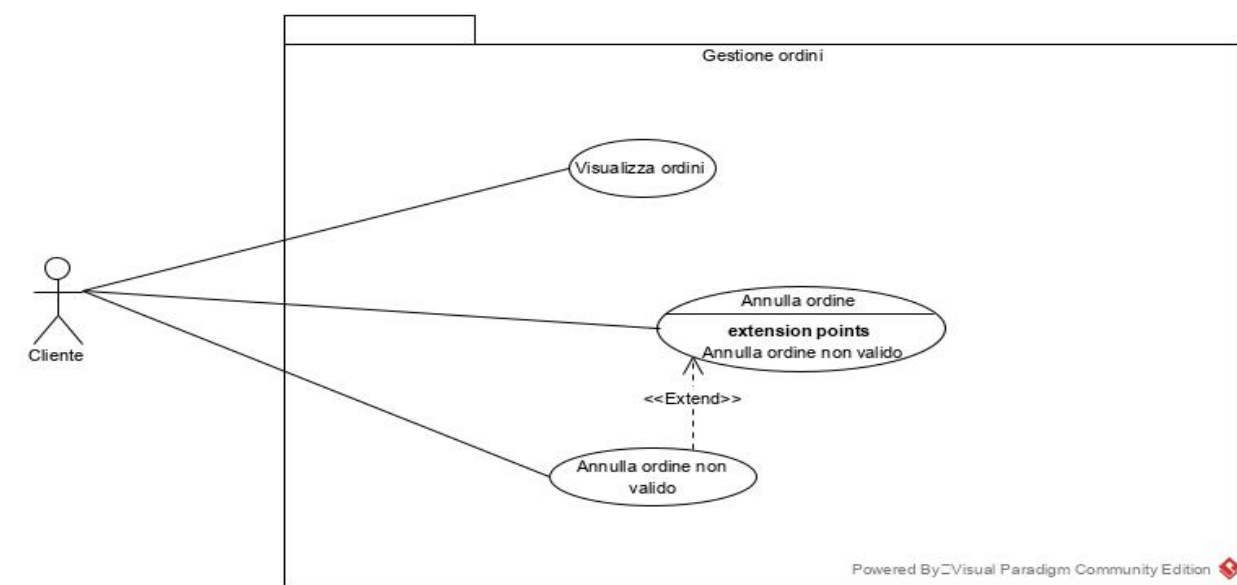 Gestione ordini
Visualizza ordini
Cliente
Annulla ordine
extension points
Annulla ordine non valido
<<Extend>>
Annulla ordine non
valido
Powered By Visual Paradigm Community Edition